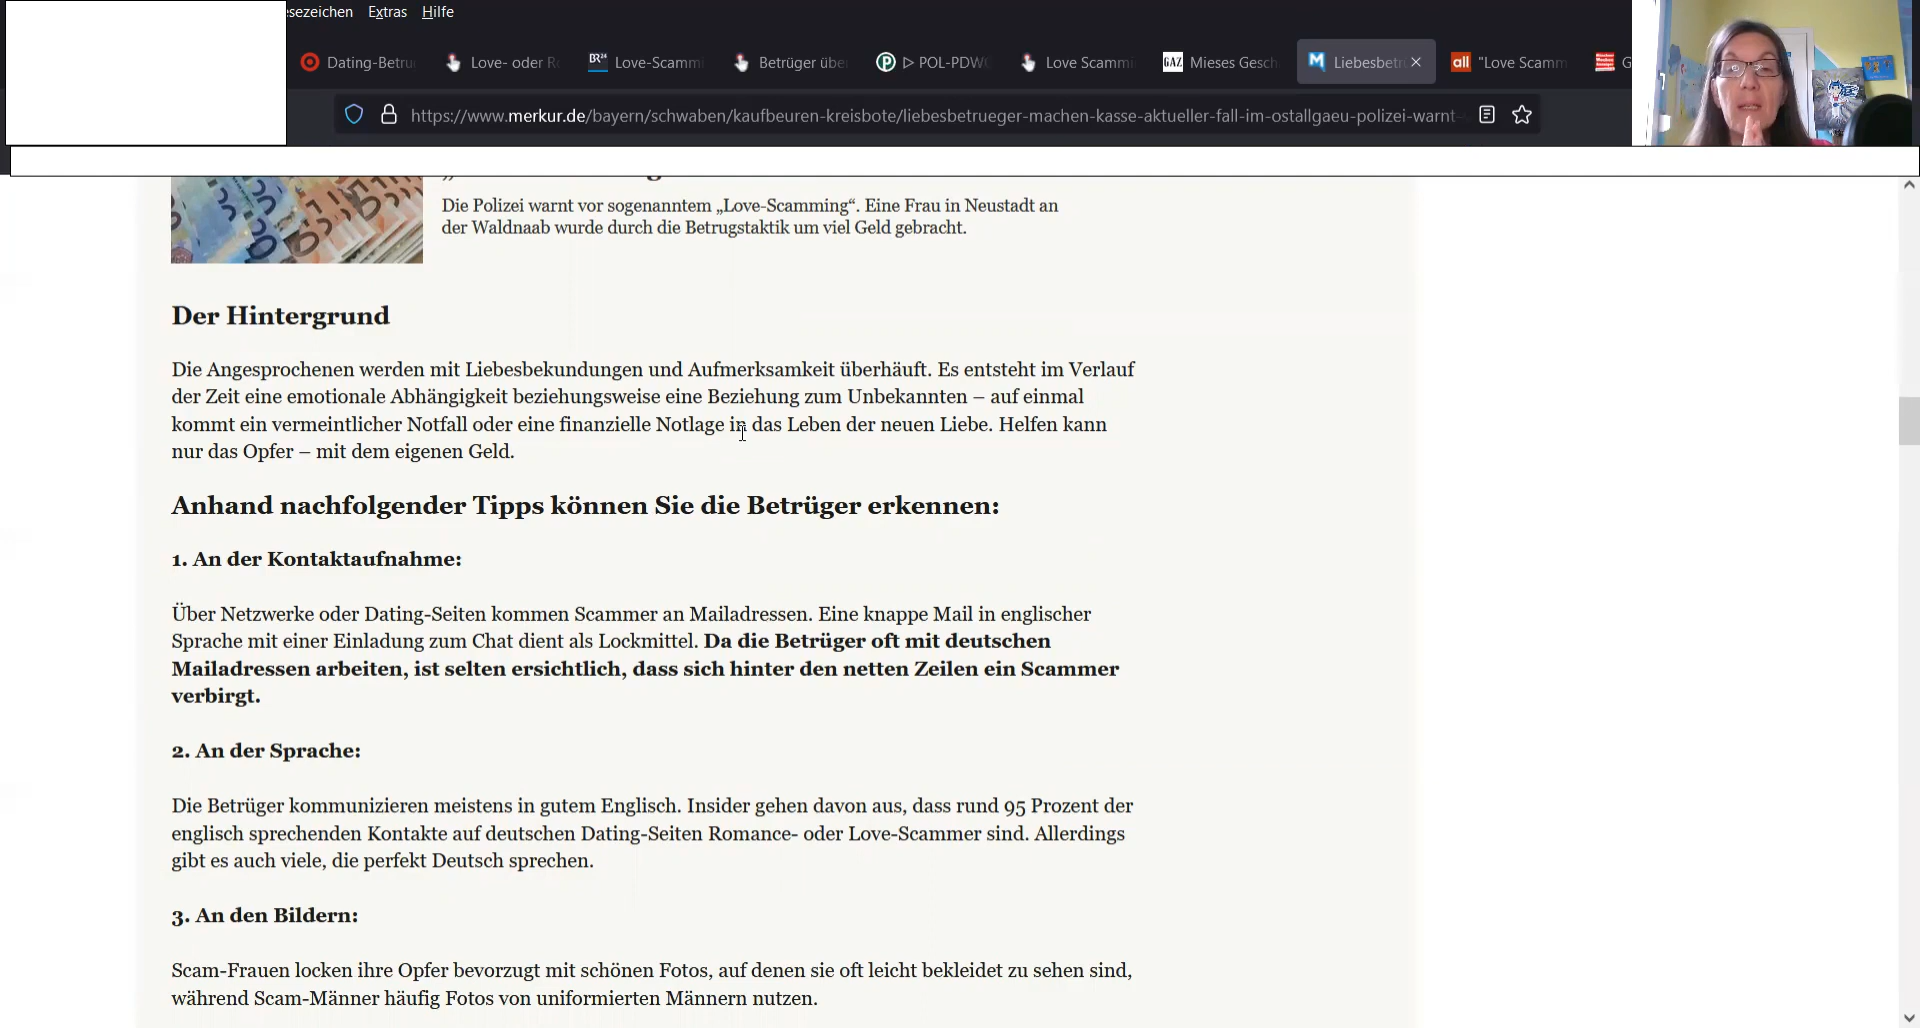 esezeichen Extras Hilfe
Dating-Betru Love- oder R BR24 Love-Scammi Betrüger übe P ▷ POL-PDW Love Scammi GAZ Mieses Gesch M Liebesbetr all "Love Scamm G
https://www.merkur.de/bayern/schwaben/kaufbeuren-kreisbote/liebesbetrueger-machen-kasse-aktueller-fall-im-ostallgaeu-polizei-warnt-
Die Polizei warnt vor sogenanntem „Love-Scamming“. Eine Frau in Neustadt an
der Waldnaab wurde durch die Betrugstaktik um viel Geld gebracht.
Der Hintergrund
Die Angesprochenen werden mit Liebesbekundungen und Aufmerksamkeit überhäuft. Es entsteht im Verlauf
der Zeit eine emotionale Abhängigkeit beziehungsweise eine Beziehung zum Unbekannten – auf einmal
kommt ein vermeintlicher Notfall oder eine finanzielle Notlage in das Leben der neuen Liebe. Helfen kann
nur das Opfer – mit dem eigenen Geld.
Anhand nachfolgender Tipps können Sie die Betrüger erkennen:
1. An der Kontaktaufnahme:
Über Netzwerke oder Dating-Seiten kommen Scammer an Mailadressen. Eine knappe Mail in englischer
Sprache mit einer Einladung zum Chat dient als Lockmittel. Da die Betrüger oft mit deutschen
Mailadressen arbeiten, ist selten ersichtlich, dass sich hinter den netten Zeilen ein Scammer
verbirgt.
2. An der Sprache:
Die Betrüger kommunizieren meistens in gutem Englisch. Insider gehen davon aus, dass rund 95 Prozent der
englisch sprechenden Kontakte auf deutschen Dating-Seiten Romance- oder Love-Scammer sind. Allerdings
gibt es auch viele, die perfekt Deutsch sprechen.
3. An den Bildern:
Scam-Frauen locken ihre Opfer bevorzugt mit schönen Fotos, auf denen sie oft leicht bekleidet zu sehen sind,
während Scam-Männer häufig Fotos von uniformierten Männern nutzen.